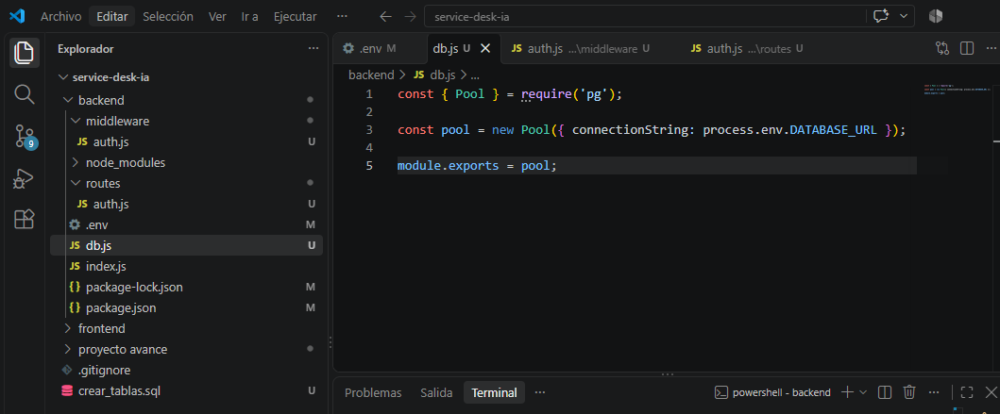 Archivo Editar Selección Ver Ir a Ejecutar ··· service-desk-ia
Explorador ···
service-desk-ia
backend
middleware
JS auth.js U
node_modules
routes
JS auth.js U
.env M
JS db.js U
JS index.js
{} package-lock.json M
{} package.json M
frontend
proyecto avance
.gitignore
crear_tablas.sql U
9
.env M db.js U JS auth.js ...\middleware U JS auth.js ...\routes U ···
backend > JS db.js > ...
1 const { Pool } = require('pg');
2
3 const pool = new Pool({ connectionString: process.env.DATABASE_URL });
4
5 module.exports = pool;
Problemas Salida Terminal ··· powershell - backend ···